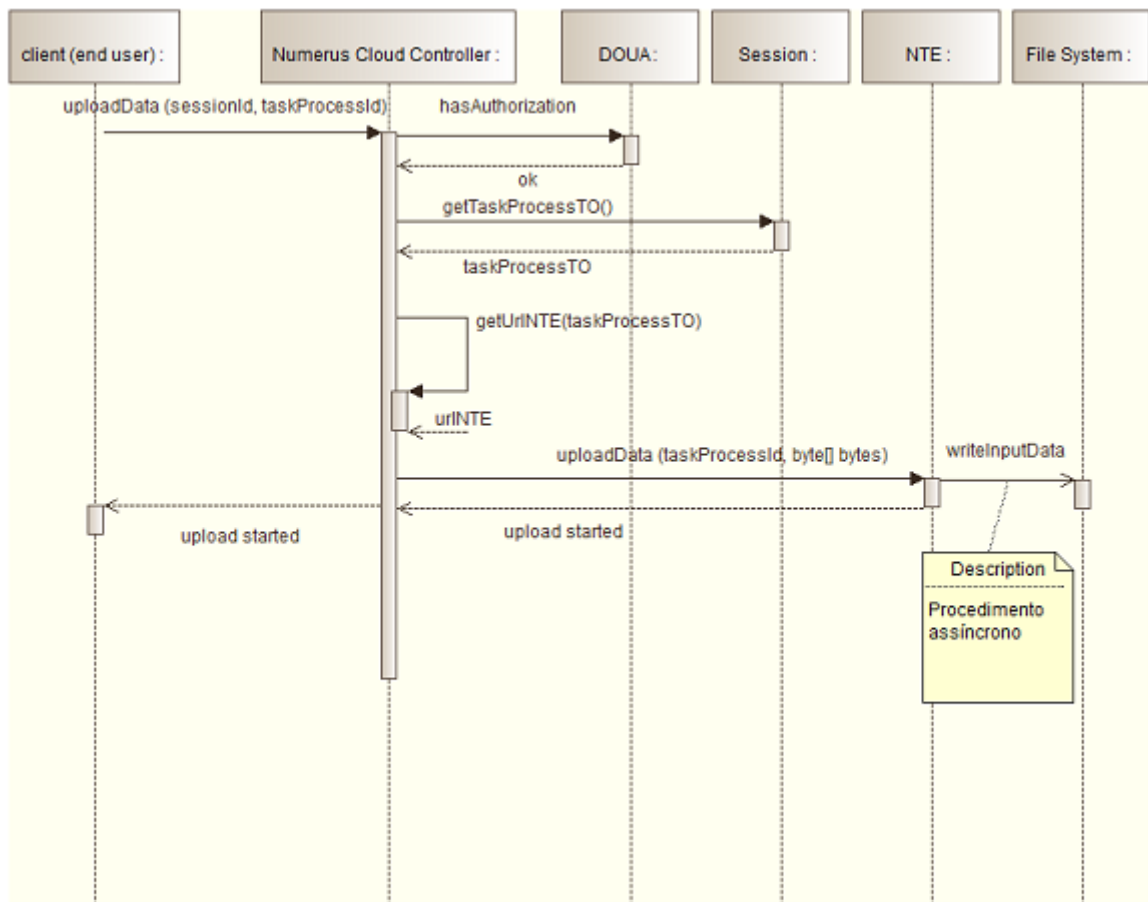 client (end user) :
Numerus Cloud Controller :
DOUA :
Session :
NTE :
File System :
uploadData (sessionId, taskProcessId)
hasAuthorization
ok
getTaskProcessTO()
taskProcessTO
getUrlNTE(taskProcessTO)
urlNTE
uploadData (taskProcessId, byte[] bytes)
writeInputData
upload started
upload started
Description
Procedimento
assíncrono